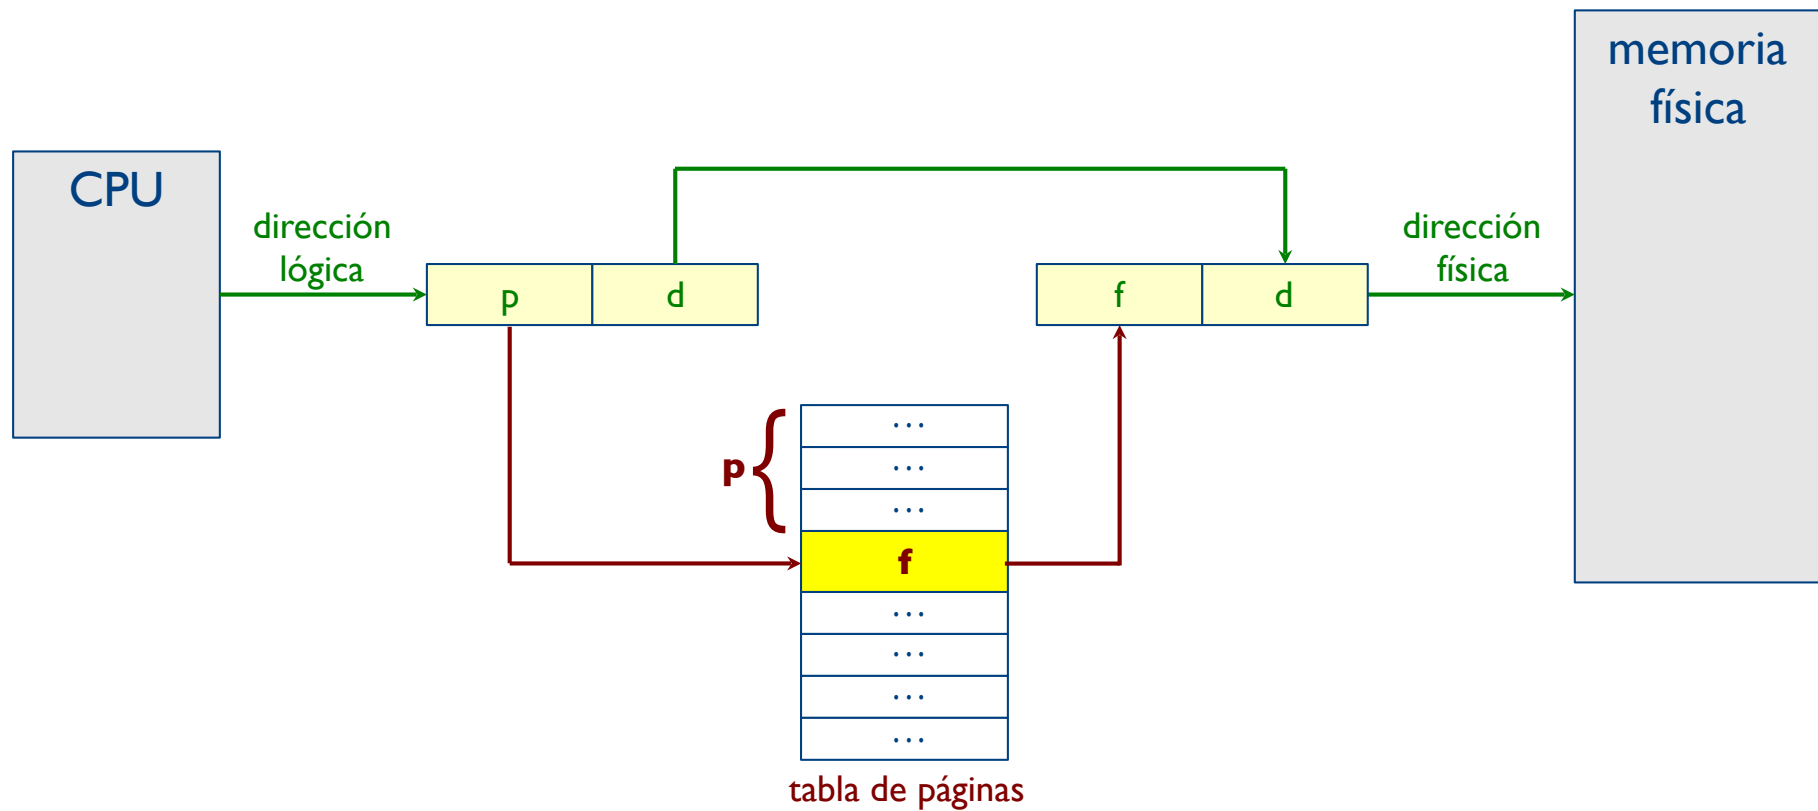 CPU
dirección
lógica
p
d
p
...
...
...
f
...
...
...
...
tabla de páginas
f
d
dirección
física
memoria
física